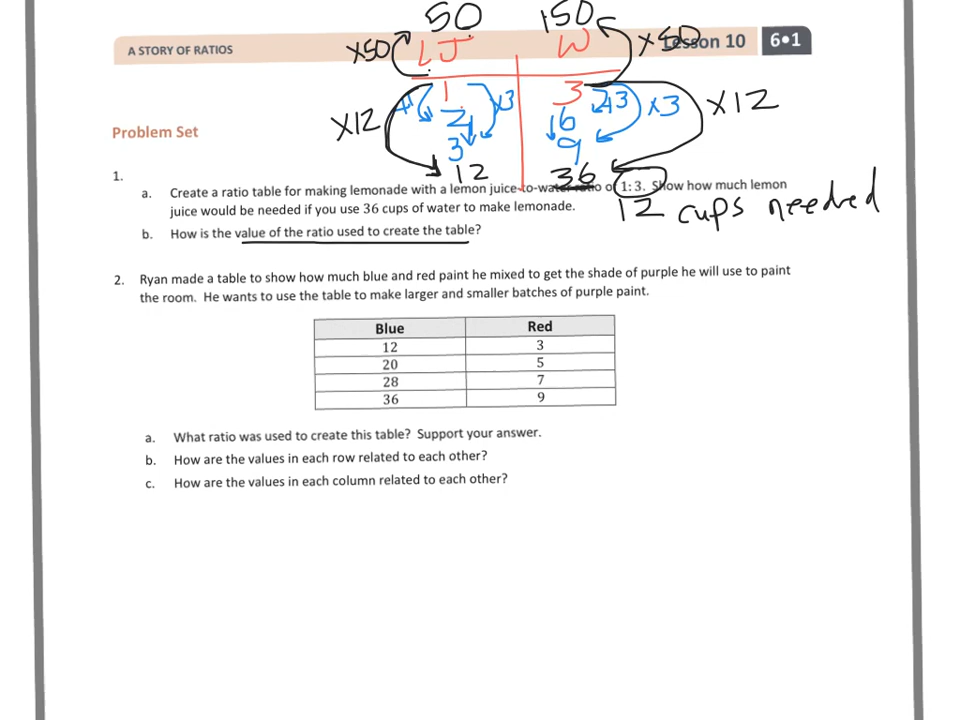 50 150
A STORY OF RATIOS x50 LJ W x50 Lesson 10 6•1
1 3
x12 2 x3 6 +3 x3 x12
Problem Set
3 9
12 36
1.
a. Create a ratio table for making lemonade with a lemon juice-to-water ratio of 1:3. Show how much lemon
juice would be needed if you use 36 cups of water to make lemonade.
12 cups needed
b. How is the value of the ratio used to create the table?
2. Ryan made a table to show how much blue and red paint he mixed to get the shade of purple he will use to paint
the room. He wants to use the table to make larger and smaller batches of purple paint.
Blue Red
12 3
20 5
28 7
36 9
a. What ratio was used to create this table? Support your answer.
b. How are the values in each row related to each other?
c. How are the values in each column related to each other?